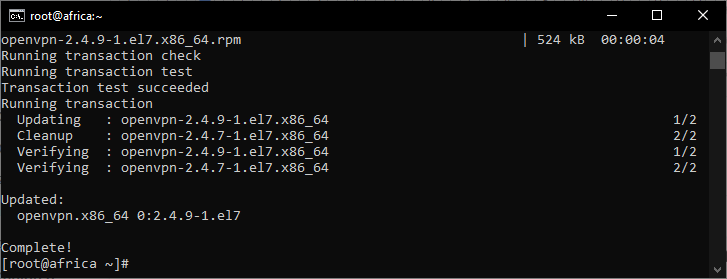 root@africa:~
openvpn-2.4.9-1.el7.x86_64.rpm | 524 kB 00:00:04
Running transaction check
Running transaction test
Transaction test succeeded
Running transaction
  Updating   : openvpn-2.4.9-1.el7.x86_64 1/2
  Cleanup    : openvpn-2.4.7-1.el7.x86_64 2/2
  Verifying  : openvpn-2.4.9-1.el7.x86_64 1/2
  Verifying  : openvpn-2.4.7-1.el7.x86_64 2/2
Updated:
  openvpn.x86_64 0:2.4.9-1.el7
Complete!
[root@africa ~]#